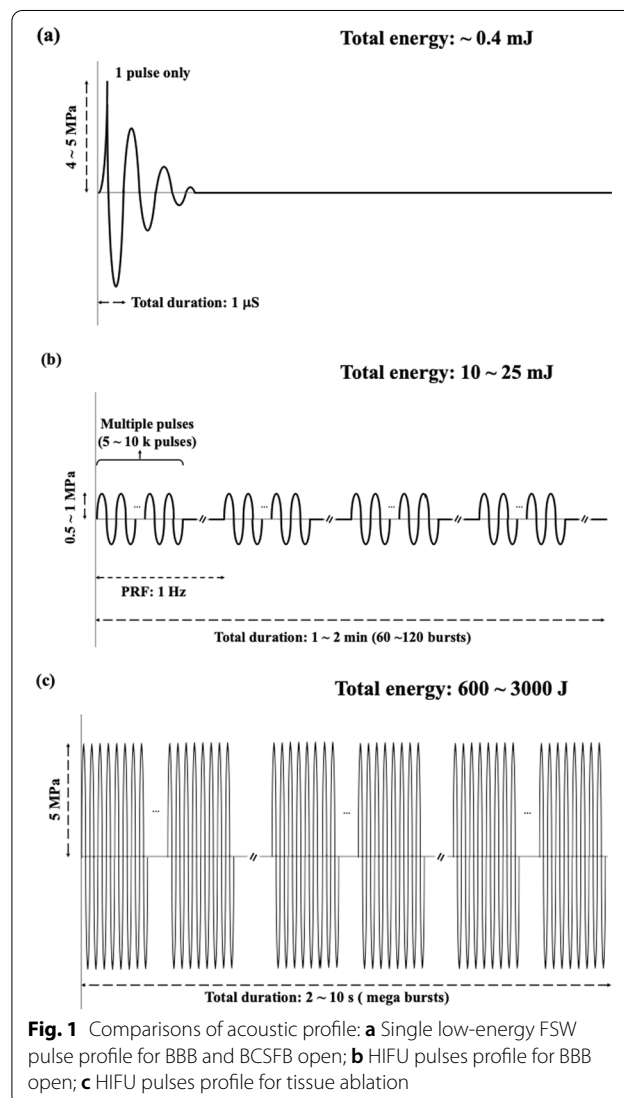 (a)
Total energy: ~ 0.4 mJ
1 pulse only
4 ~ 5 MPa
Total duration: 1 μS
(b)
Total energy: 10 ~ 25 mJ
Multiple pulses
(5 ~ 10 k pulses)
0.5 ~ 1 MPa
... ... ... ...
PRF: 1 Hz
Total duration: 1 ~ 2 min (60 ~120 bursts)
(c)
Total energy: 600 ~ 3000 J
5 MPa
... ... ...
Total duration: 2 ~ 10 s ( mega bursts)
Fig. 1 Comparisons of acoustic profile: a Single low-energy FSW
pulse profile for BBB and BCSFB open; b HIFU pulses profile for BBB
open; c HIFU pulses profile for tissue ablation